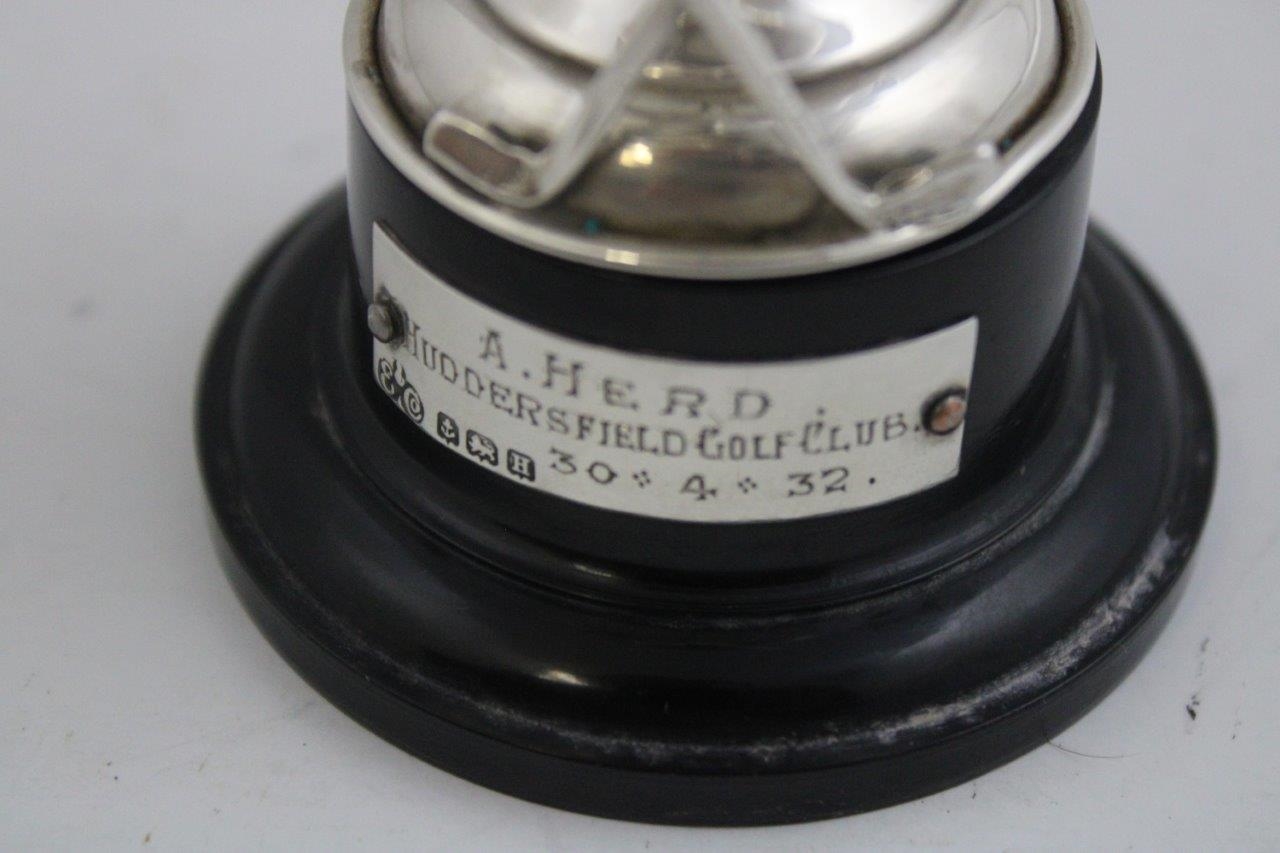 A. HERD.
HUDDERSFIELD GOLF CLUB.
H 30 4 32.